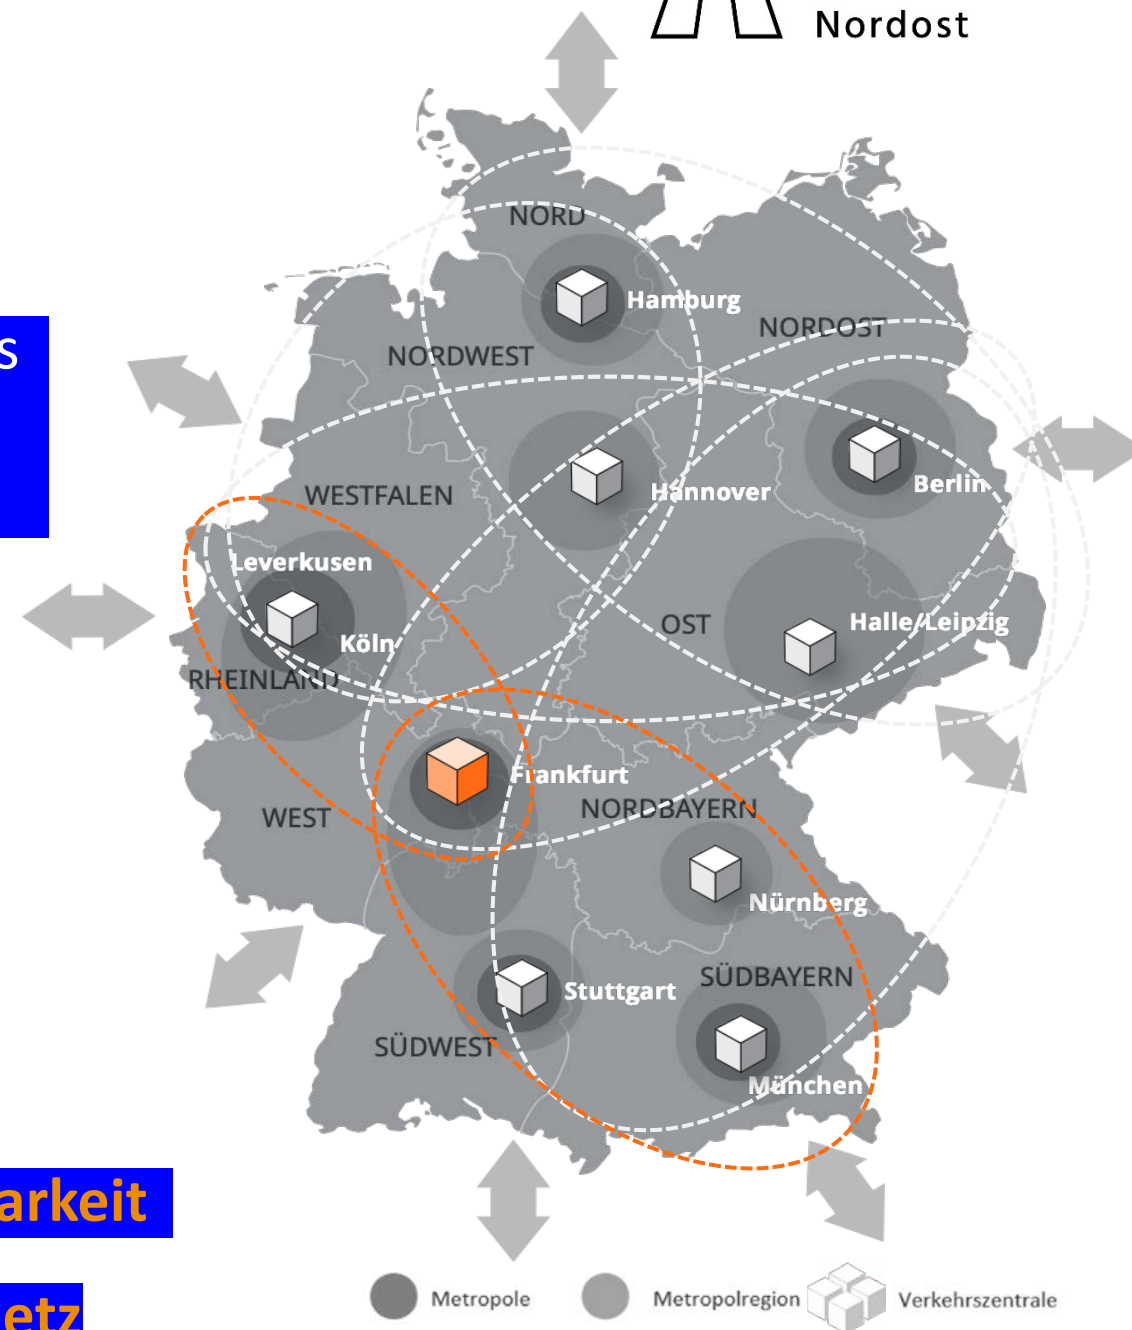 Nordost
NORD
Hamburg
NORDOST
NORDWEST
s
Berlin
Hannover
WESTFALEN
Leverkusen
Halle/Leipzig
OST
Köln
RHEINLAND
Frankfurt
NORDBAYERN
WEST
Nürnberg
SÜDBAYERN
Stuttgart
SÜDWEST
München
arkeit
etz
Metropole
Metropolregion
Verkehrszentrale